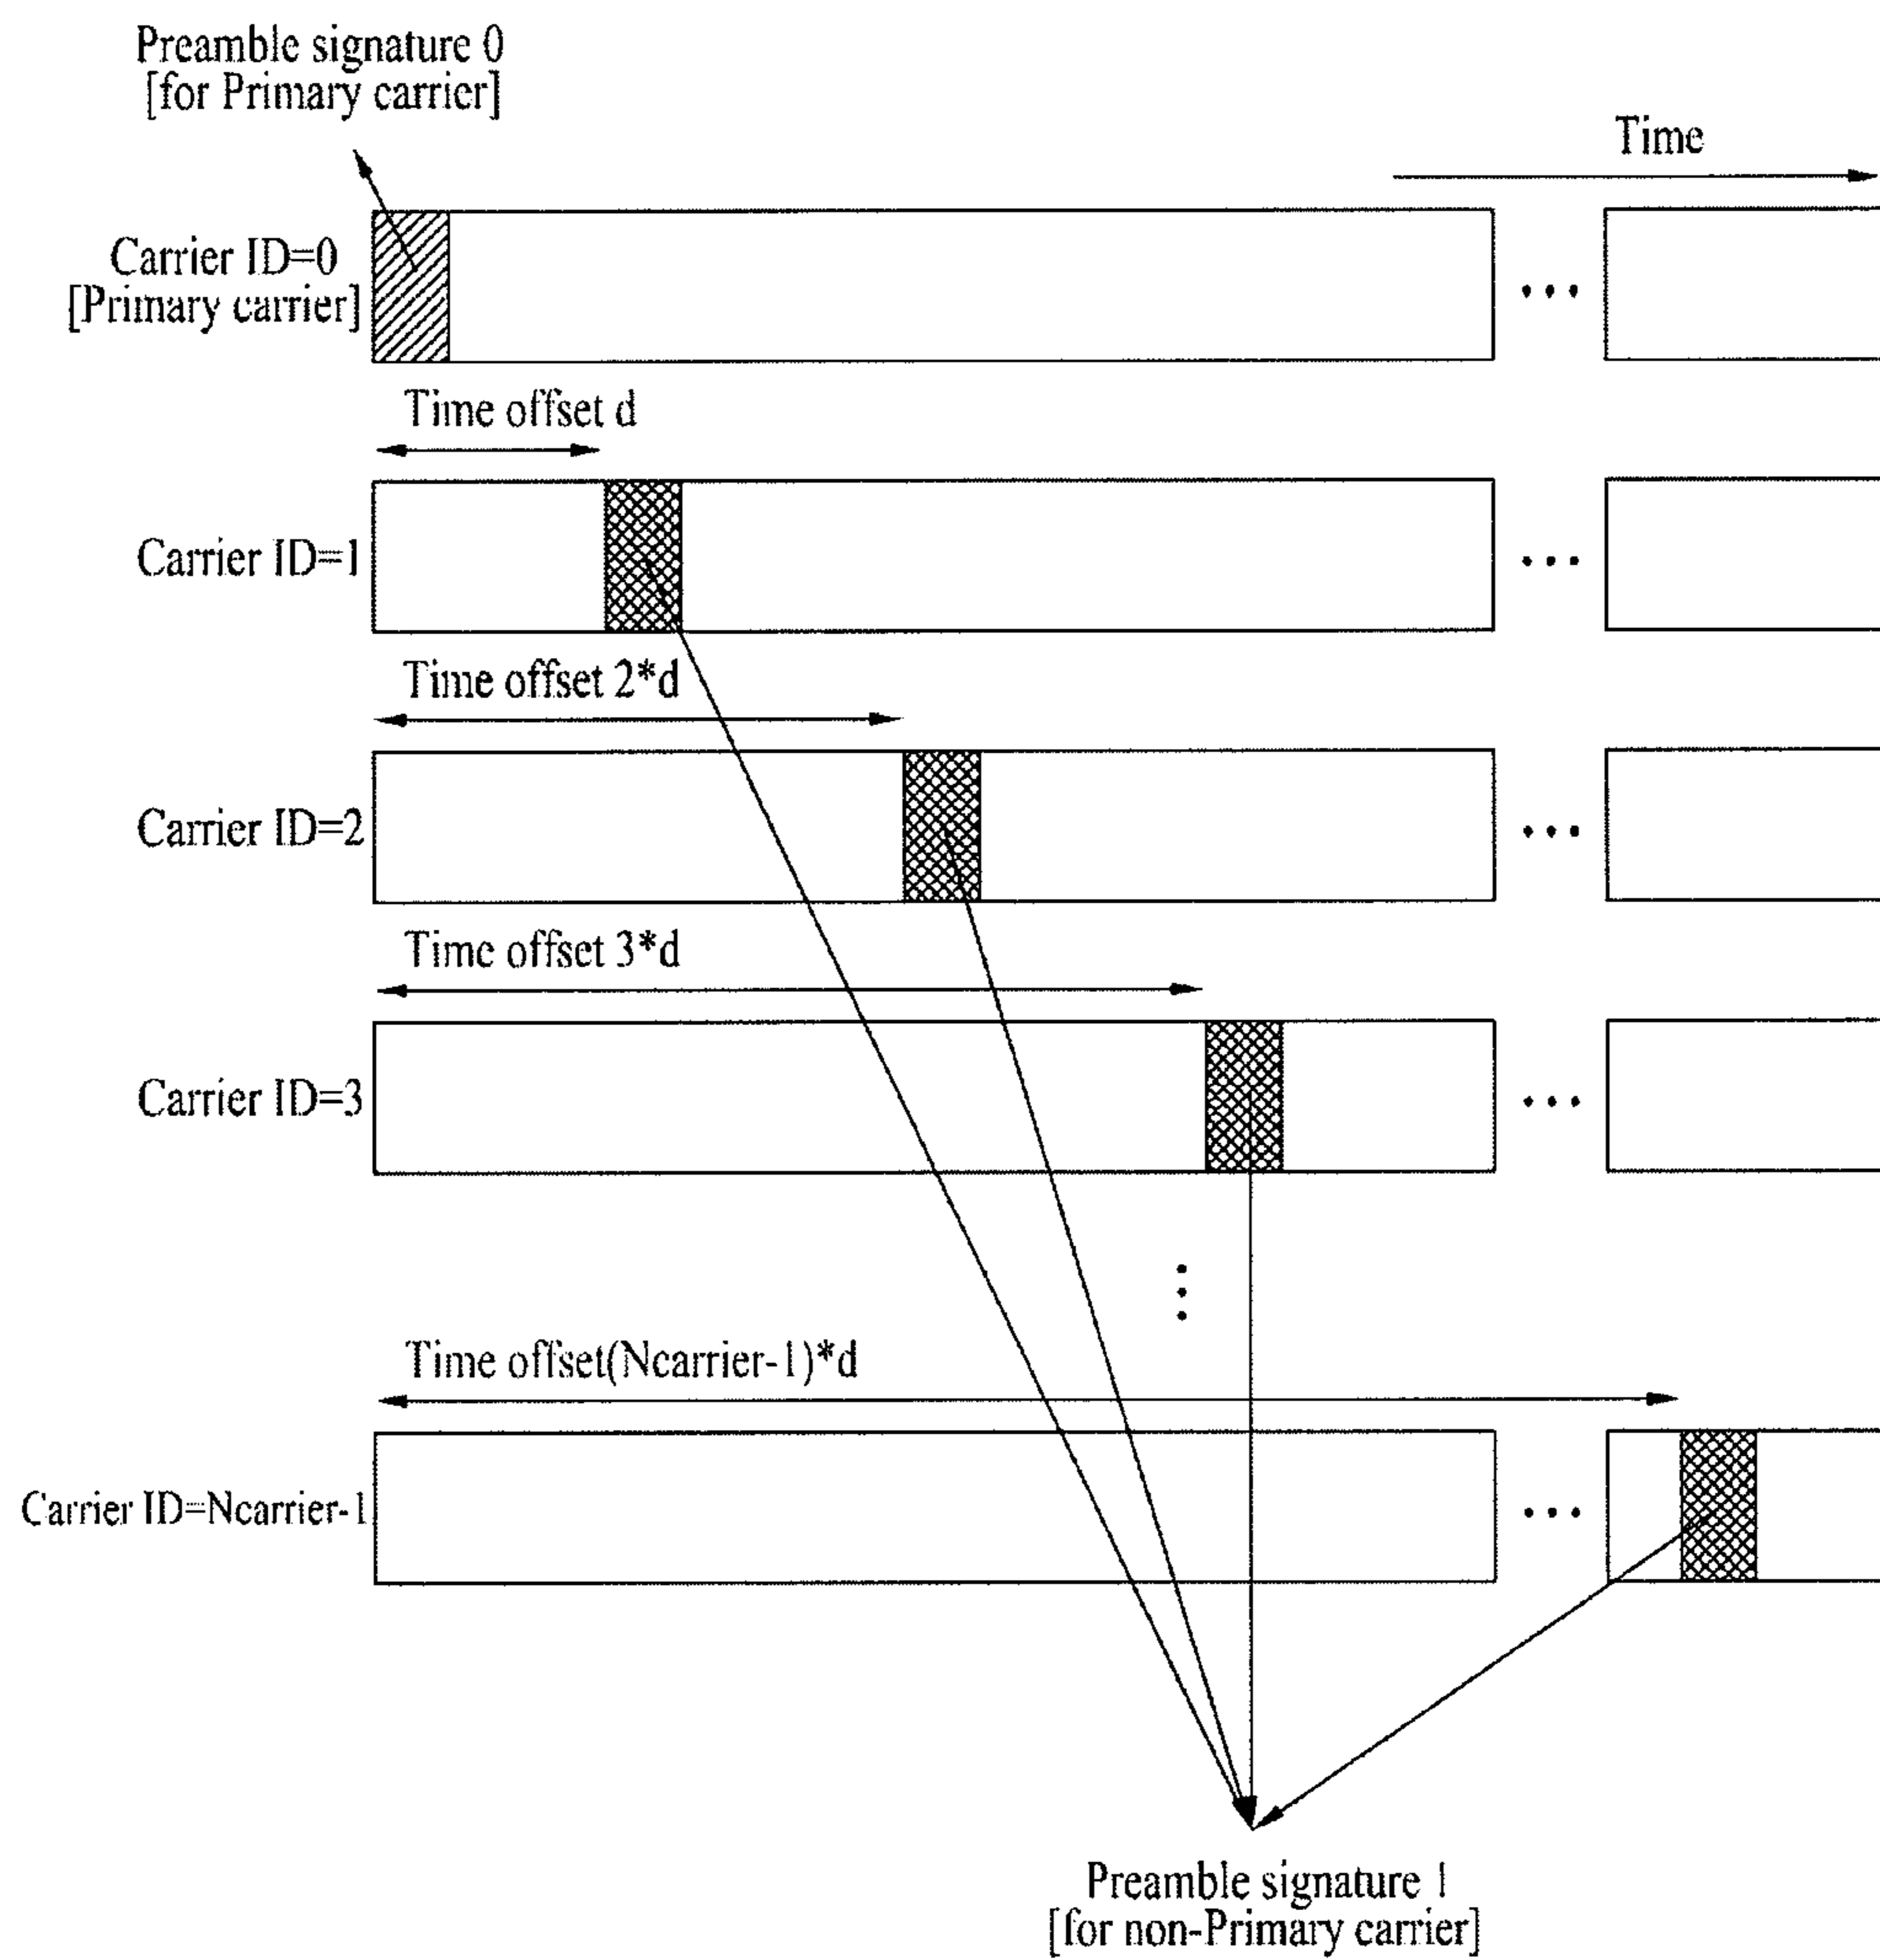 Preamble signature 0
[for Primary carrier]
Time
Carrier ID=0
[Primary carrier]
Time offset d
Carrier ID=1
Time offset 2*d
Carrier ID=2
Time offset 3*d
Carrier ID=3
Time offset(Ncarrier-1)*d
Carrier ID=Ncarrier-1
Preamble signature 1
[for non-Primary carrier]